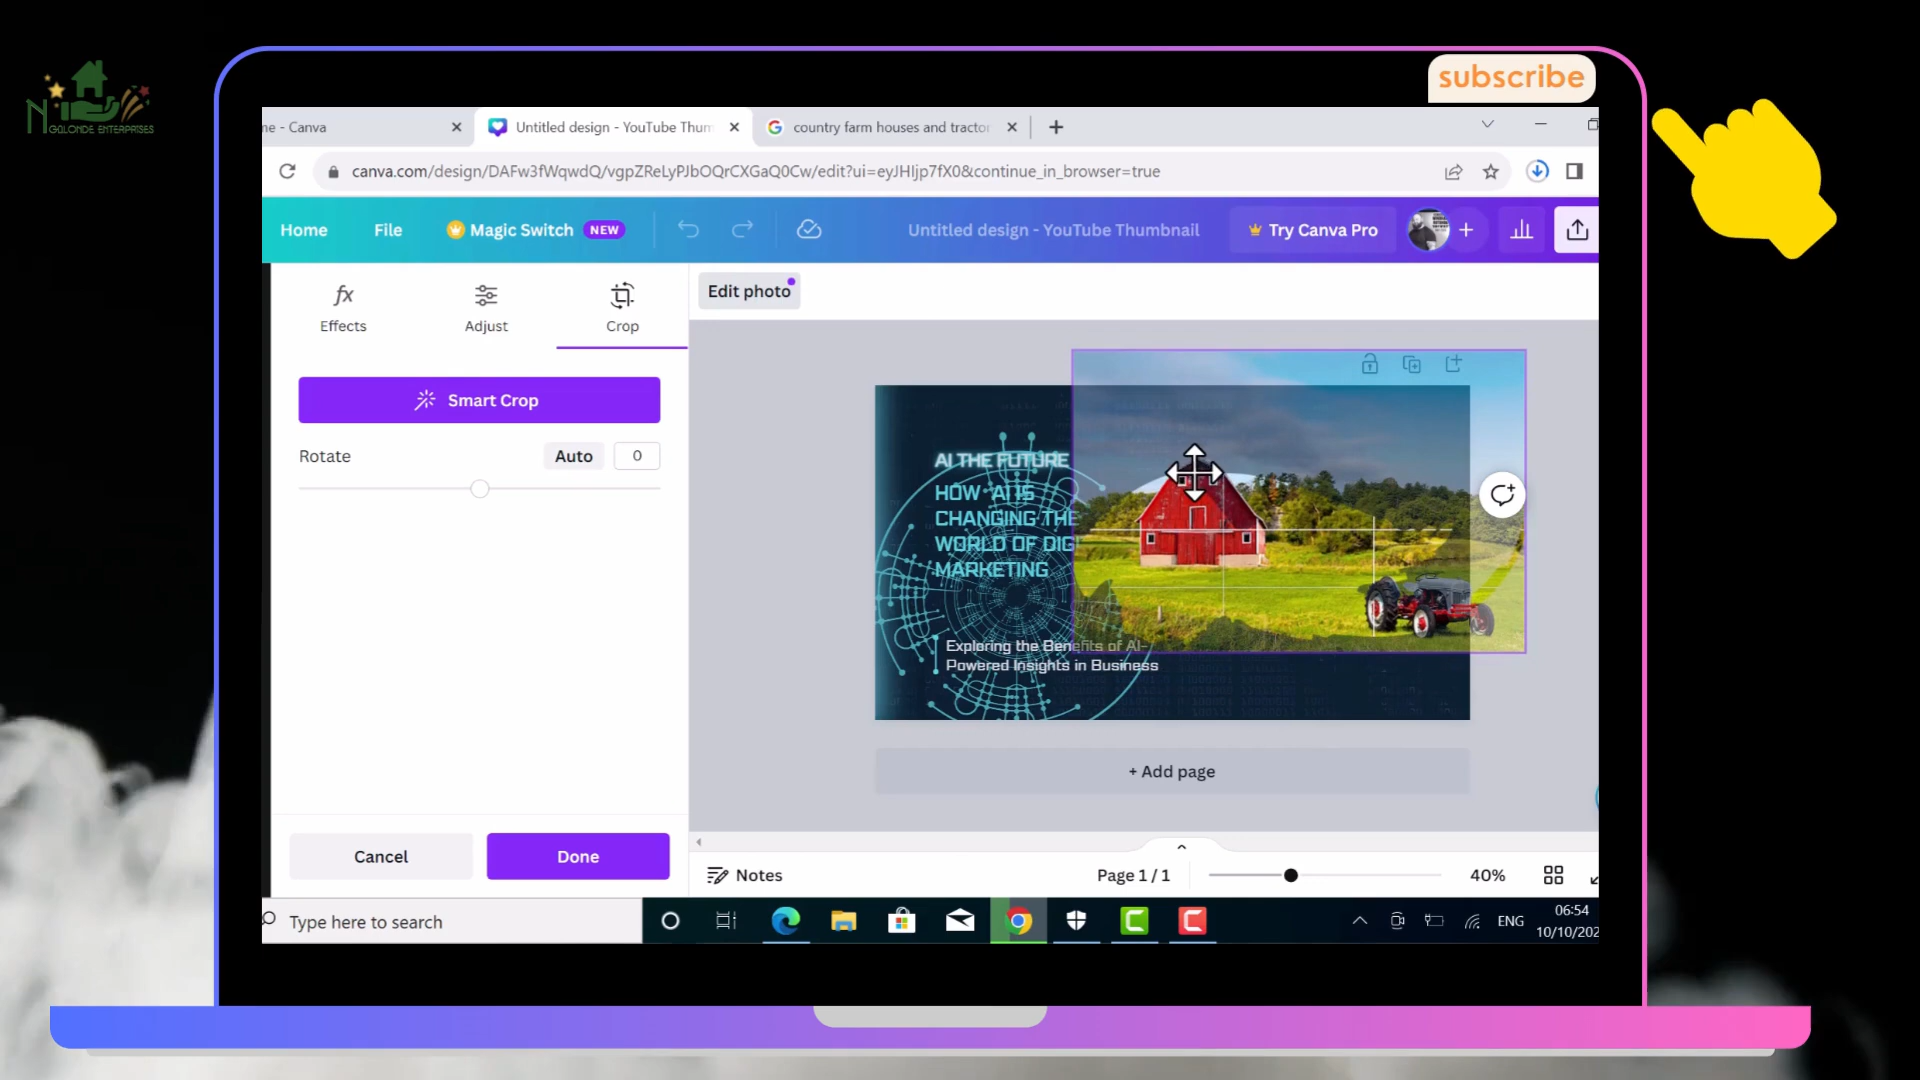 subscribe
N GOLONDE ENTERPRISES
ne - Canva
Untitled design - YouTube Thum
country farm houses and tractor
canva.com/design/DAFw3fWqwdQ/vgpZReLyPJbOQrCXGaQ0Cw/edit?ui=eyJHIjp7fX0&continue_in_browser=true
Home File Magic Switch NEW Untitled design - YouTube Thumbnail Try Canva Pro
fx
Effects Adjust Crop
Edit photo
Smart Crop
Rotate Auto 0
AI THE FUTURE
HOW AI IS
CHANGING THE
WORLD OF DIGI
MARKETING
Exploring the Benefits of AI-
Powered Insights in Business
+ Add page
Cancel Done
Notes Page 1 / 1 40%
Type here to search
ENG
06:54
10/10/202